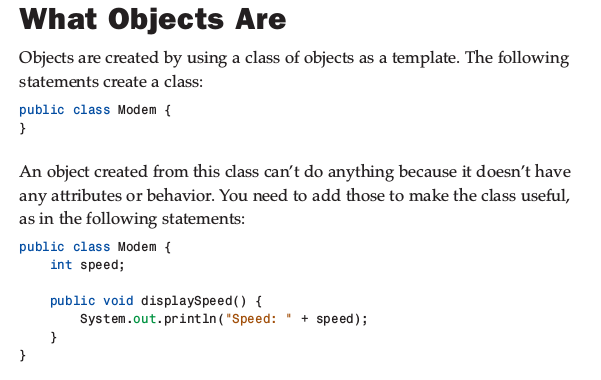 What Objects Are
Objects are created by using a class of objects as a template. The following
statements create a class:
public class Modem {
}
An object created from this class can’t do anything because it doesn’t have
any attributes or behavior. You need to add those to make the class useful,
as in the following statements:
public class Modem {
    int speed;
    public void displaySpeed() {
        System.out.println("Speed: " + speed);
    }
}